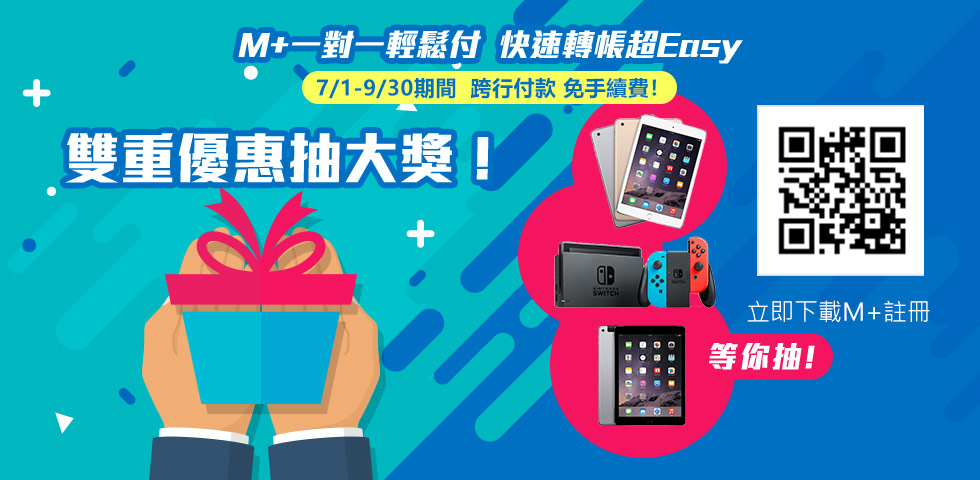 M+一對一輕鬆付 快速轉帳超Easy
7/1-9/30期間 跨行付款 免手續費!
雙重優惠抽大獎!
NINTENDO
SWITCH
立即下載M+註冊
等你抽!